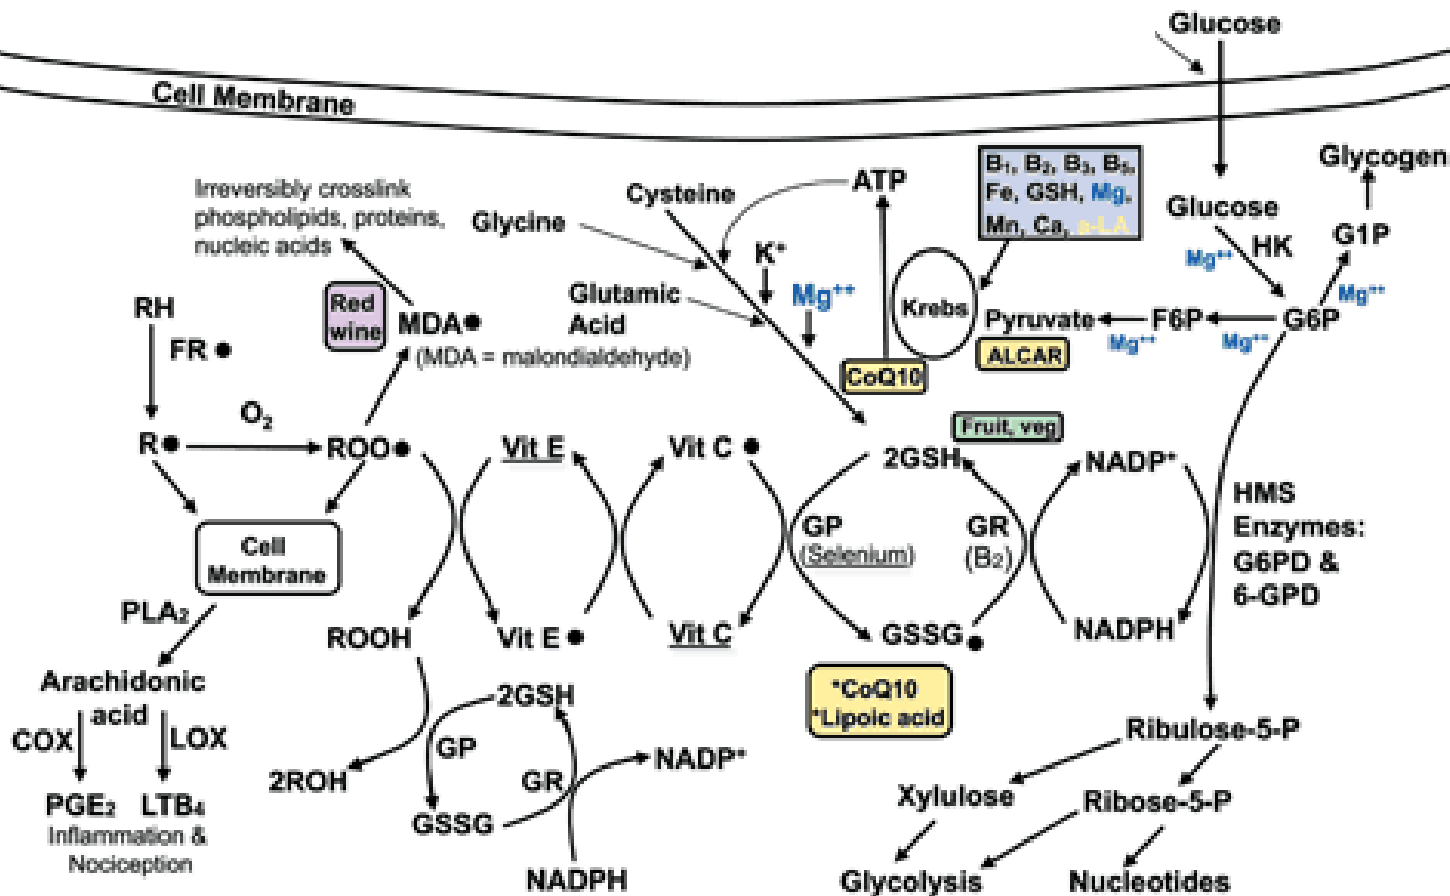 Glucose
Cell Membrane
B₁, B₂, B₃, B₅,
Fe, GSH, Mg,
Mn, Ca, a-LA
Glycogen
Irreversibly crosslink
phospholipids, proteins,
nucleic acids
Cysteine
ATP
Glycine
Glucose
HK
Mg⁺⁺
G1P
Mg⁺⁺
K⁺
Mg⁺⁺
Glutamic
Acid
Krebs
Pyruvate
F6P
G6P
Mg⁺⁺
Mg⁺⁺
ALCAR
CoQ10
RH
Red
wine
MDA●
(MDA = malondialdehyde)
FR ●
O₂
R●
ROO●
Vit E
Vit C ●
Fruit, veg
2GSH
NADP⁺
HMS
Enzymes:
G6PD &
6-GPD
Cell
Membrane
GP
(Selenium)
GR
(B₂)
PLA₂
ROOH
Vit E ●
Vit C
GSSG●
NADPH
*CoQ10
*Lipoic acid
Arachidonic
acid
COX
LOX
PGE₂
LTB₄
Inflammation &
Nociception
2GSH
GP
GR
NADP⁺
2ROH
GSSG
NADPH
Ribulose-5-P
Xylulose
Ribose-5-P
Glycolysis
Nucleotides